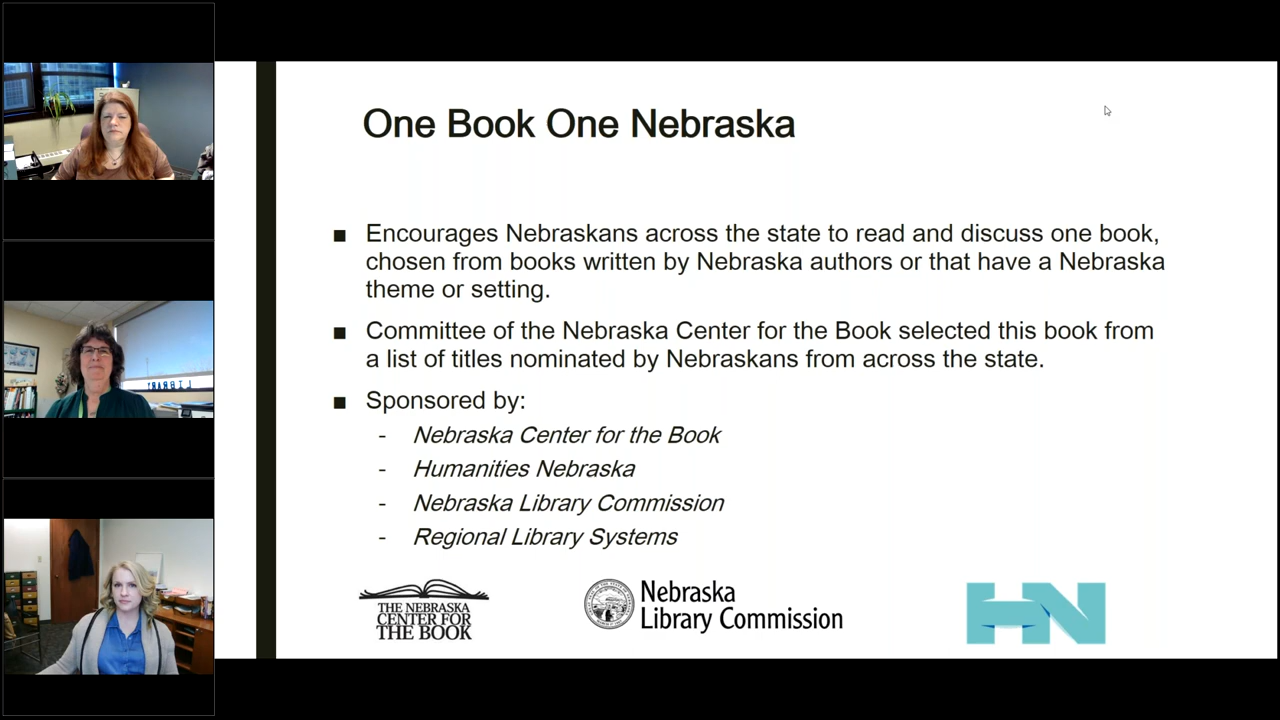 One Book One Nebraska
■ Encourages Nebraskans across the state to read and discuss one book,
chosen from books written by Nebraska authors or that have a Nebraska
theme or setting.
■ Committee of the Nebraska Center for the Book selected this book from
a list of titles nominated by Nebraskans from across the state.
■ Sponsored by:
- Nebraska Center for the Book
- Humanities Nebraska
- Nebraska Library Commission
- Regional Library Systems
THE NEBRASKA
CENTER FOR
THE BOOK
Nebraska
Library Commission
HN
LIBRARY